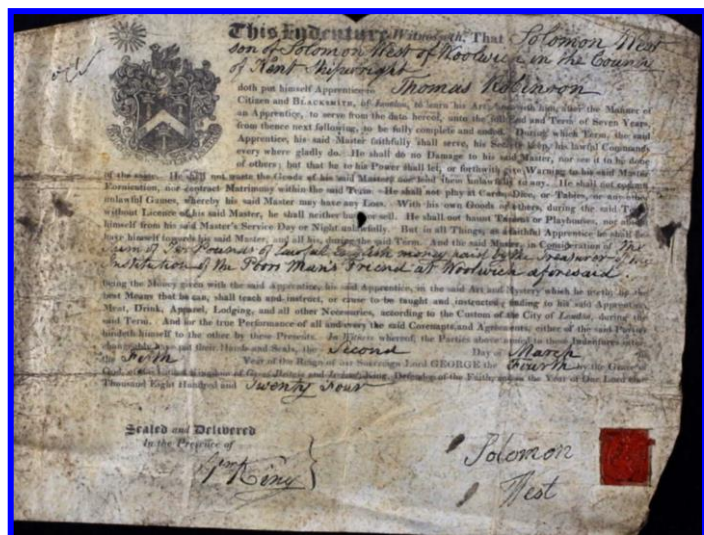 This Indenture Witnesseth, That Solomon West
son of Solomon West of Woolwich in the County
of Kent Shipwright
doth put himself Apprentice to Thomas Robinson
Citizen and BLACKSMITH, of London, to learn his Art, with him, after the Manner of
an Apprentice, to serve from the date hereof, unto the full End and Term of Seven Years,
from thence next following, to be fully complete and ended. During which Term, the said
Apprentice, his said Master faithfully shall serve, his Secrets keep, his lawful Commands
every where gladly do. He shall do no Damage to his said Master, nor see it to be done
of others; but that he to his Power shall let, or forthwith give Warning to his said Master
of the same. He shall not waste the Goods of his said Master, nor lend them unlawfully to any. He shall not commit
Fornication, nor contract Matrimony within the said Term. He shall not play at Cards, Dice, or Tables, or any other
unlawful Games, whereby his said Master may have any Loss. With his own Goods or others, during the said Term,
without Licence of his said Master, he shall neither buy nor sell. He shall not haunt Taverns or Playhouses, nor absent
himself from his said Master's Service Day or Night unlawfully. But in all Things, as a faithful Apprentice he shall be-
have himself towards his said Master, and all his, during the said Term. And the said Master, in Consideration of The
Sum of Ten Pounds of lawful English money paid by the Treasurer of the
Institution of the Poor Man's Friend at Woolwich aforesaid.
being the Money given with the said Apprentice, his said Apprentice, in the said Art and Mystery which he useth, by the
best Means that he can, shall teach and instruct, or cause to be taught and instructed; finding to his said Apprentice,
Meat, Drink, Apparel, Lodging, and all other Necessaries, according to the Custom of the City of London, during the
said Term. And for the true Performance of all and every the said Covenants and Agreements, either of the said Parties
bindeth himself to the other by these Presents. In Witness whereof, the Parties above named to these Indentures inter-
changeably have put their Hands and Seals, the Second Day of March
the Fifth Year of the Reign of our Sovereign Lord GEORGE the Fourth by the Grace of
God, of the United Kingdom of Great Britain and Ireland, King, Defender of the Faith, and in the Year of Our Lord One
Thousand Eight Hundred and Twenty Four
Sealed and Delivered
In the Presence of
King
Solomon
West